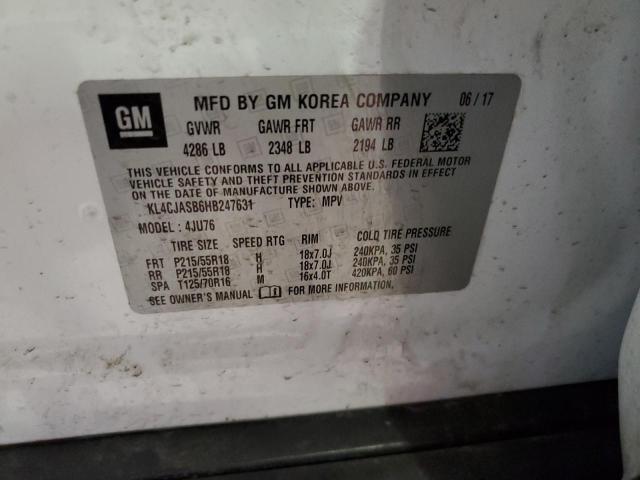 GM MFD BY GM KOREA COMPANY 06/17
GVWR GAWR FRT GAWR RR
4286 LB 2348 LB 2194 LB
THIS VEHICLE CONFORMS TO ALL APPLICABLE U.S. FEDERAL MOTOR
VEHICLE SAFETY AND THEFT PREVENTION STANDARDS IN EFFECT
ON THE DATE OF MANUFACTURE SHOWN ABOVE.
KL4CJASB6HB247631 TYPE: MPV
MODEL: 4JU76
TIRE SIZE SPEED RTG RIM COLD TIRE PRESSURE
FRT P215/55R18 H 18x7.0J 240KPA, 35 PSI
RR P215/55R18 H 18x7.0J 240KPA, 35 PSI
SPA T125/70R16 M 16x4.0T 420KPA, 60 PSI
SEE OWNER'S MANUAL FOR MORE INFORMATION.